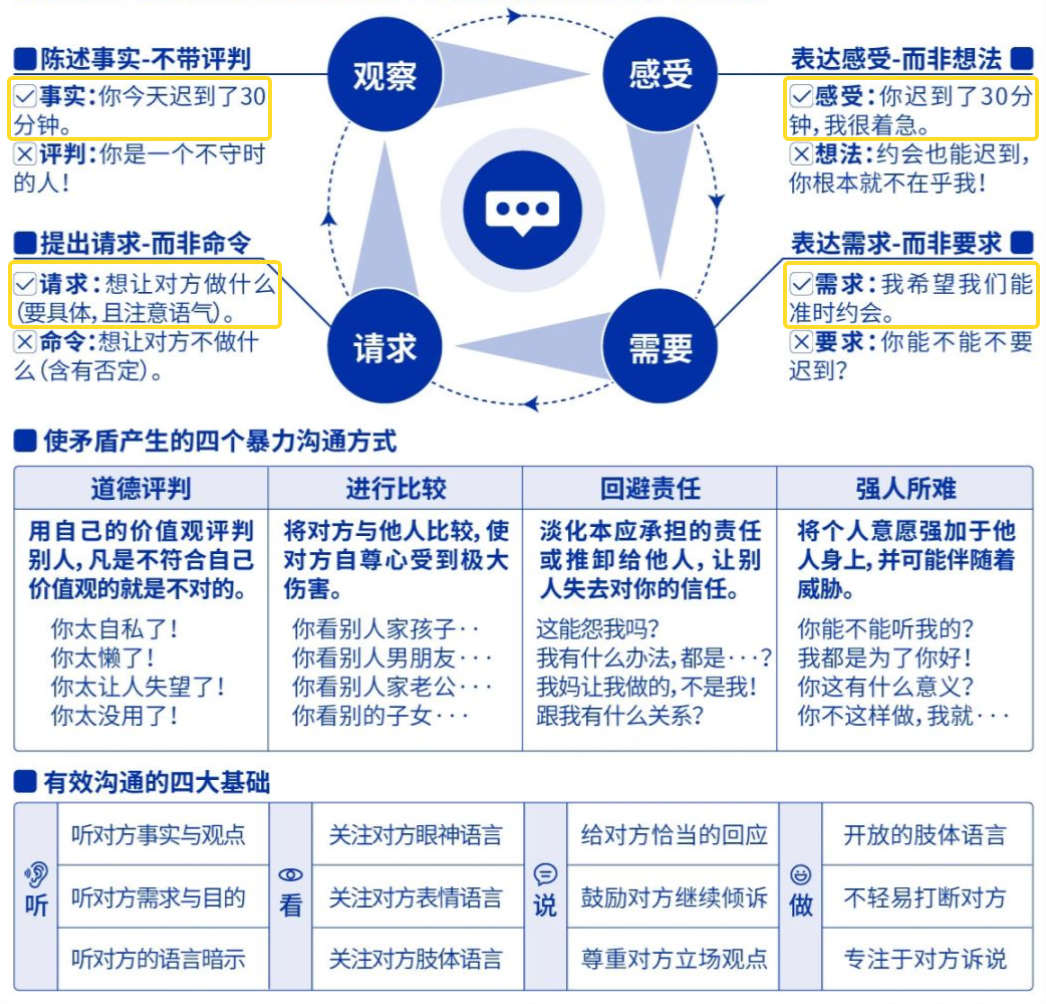 陈述事实-不带评判
事实：你今天迟到了30
分钟。
评判：你是一个不守时
的人！
观察
感受
表达感受-而非想法
感受：你迟到了30分
钟，我很着急。
想法：约会也能迟到，
你根本就不在乎我！
提出请求-而非命令
请求：想让对方做什么
（要具体，且注意语气）。
命令：想让对方不做什
么（含有否定）。
请求
需要
表达需求-而非要求
需求：我希望我们能
准时约会。
要求：你能不能不要
迟到？
使矛盾产生的四个暴力沟通方式
道德评判
用自己的价值观评判
别人，凡是不符合自己
价值观的就是不对的。
你太自私了！
你太懒了！
你太让人失望了！
你太没用了！
进行比较
将对方与他人比较，使
对方自尊心受到极大
伤害。
你看别人家孩子··
你看别人男朋友···
你看别人家老公···
你看别的子女···
回避责任
淡化本应承担的责任
或推卸给他人，让别
人失去对你的信任。
这能怨我吗？
我有什么办法，都是···？
我妈让我做的，不是我！
跟我有什么关系？
强人所难
将个人意愿强加于他
人身上，并可能伴随着
威胁。
你能不能听我的？
我都是为了你好！
你这有什么意义？
你不这样做，我就···
有效沟通的四大基础
听
听对方事实与观点
听对方需求与目的
听对方的语言暗示
看
关注对方眼神语言
关注对方表情语言
关注对方肢体语言
说
给对方恰当的回应
鼓励对方继续倾诉
尊重对方立场观点
做
开放的肢体语言
不轻易打断对方
专注于对方诉说